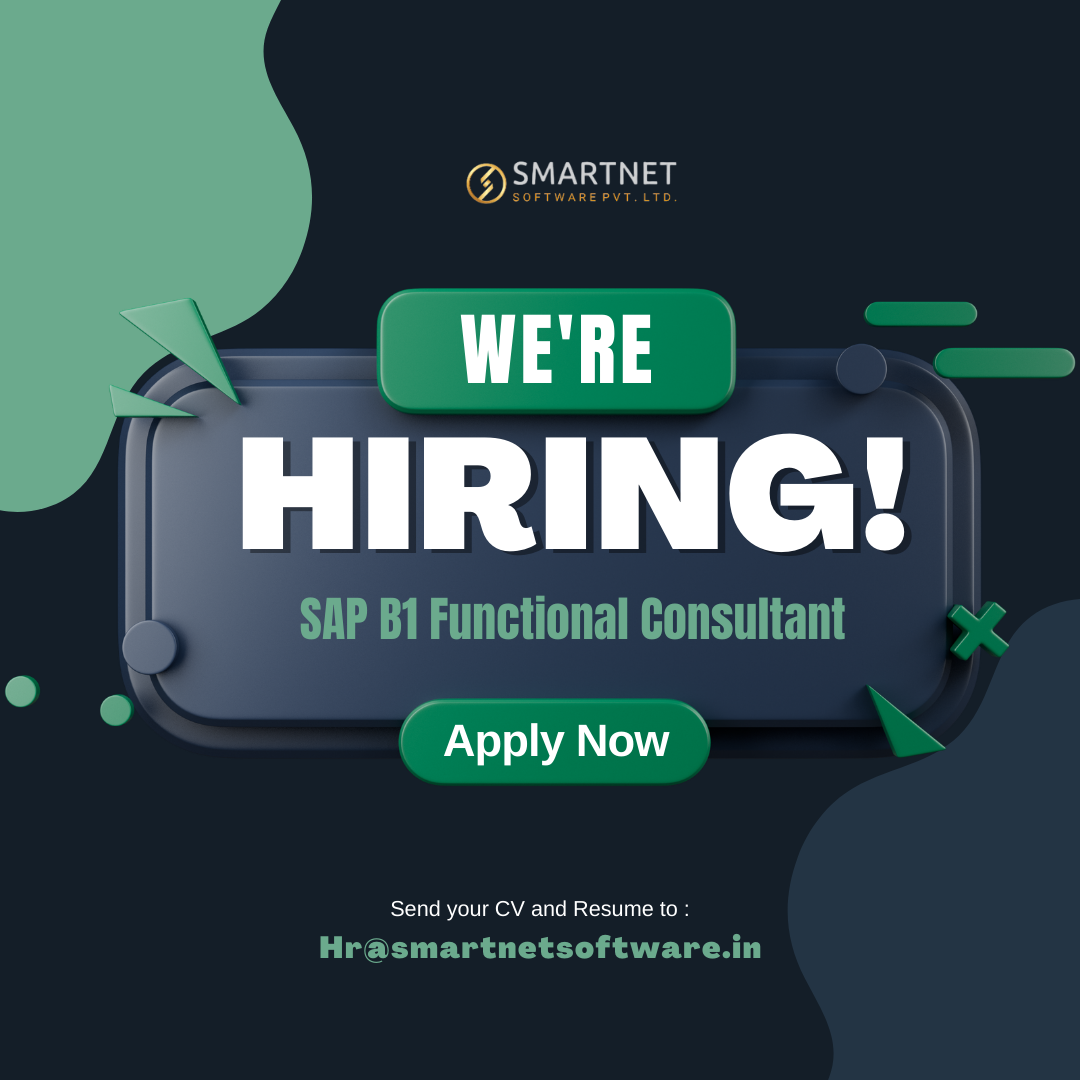 SMARTNET
SOFTWARE PVT. LTD.
WE'RE
HIRING!
SAP B1 Functional Consultant
Apply Now
Send your CV and Resume to :
Hr@smartnetsoftware.in